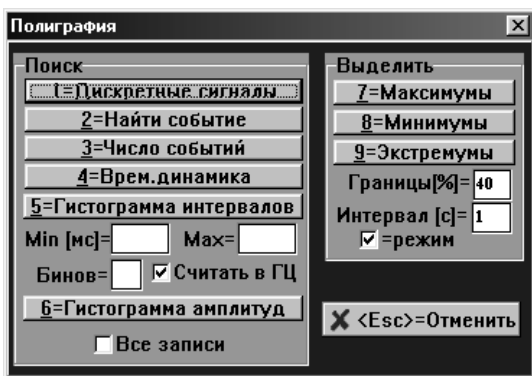 Полиграфия
Поиск
1=Дискретные сигналы
2=Найти событие
3=Число событий
4=Врем.динамика
5=Гистограмма интервалов
Min [мс]= Max=
Бинов= Считать в ГЦ
6=Гистограмма амплитуд
Все записи
Выделить
7=Максимумы
8=Минимумы
9=Экстремумы
Границы[%]= 40
Интервал [с]= 1
=режим
<Esc>=Отменить